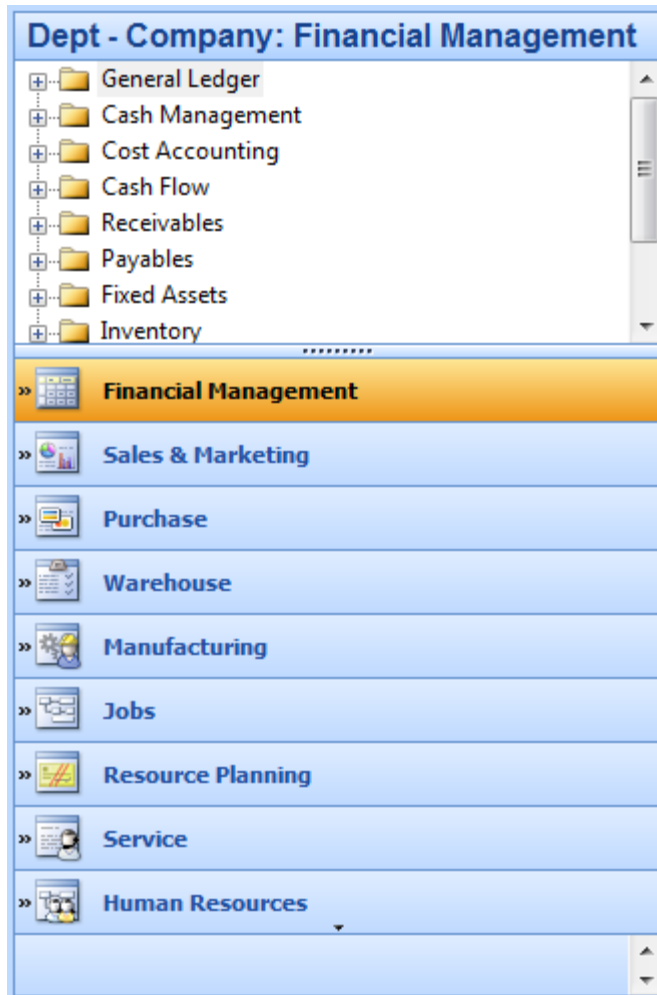 Dept - Company: Financial Management
General Ledger
Cash Management
Cost Accounting
Cash Flow
Receivables
Payables
Fixed Assets
Inventory
Financial Management
Sales & Marketing
Purchase
Warehouse
Manufacturing
Jobs
Resource Planning
Service
Human Resources